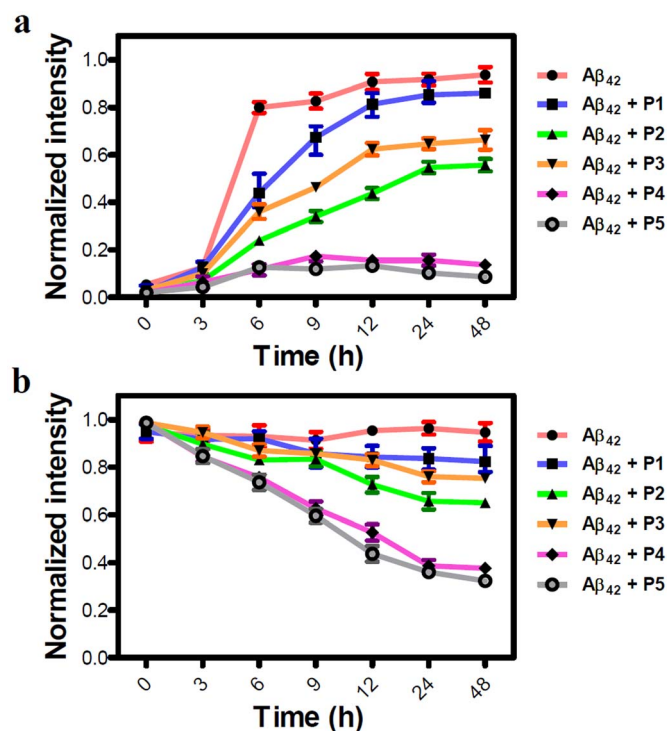 a
Normalized intensity
1.0
0.8
0.6
0.4
0.2
0.0
0 3 6 9 12 24 48
Time (h)
Aβ42
Aβ42 + P1
Aβ42 + P2
Aβ42 + P3
Aβ42 + P4
Aβ42 + P5
b
Normalized intensity
1.0
0.8
0.6
0.4
0.2
0.0
0 3 6 9 12 24 48
Time (h)
Aβ42
Aβ42 + P1
Aβ42 + P2
Aβ42 + P3
Aβ42 + P4
Aβ42 + P5